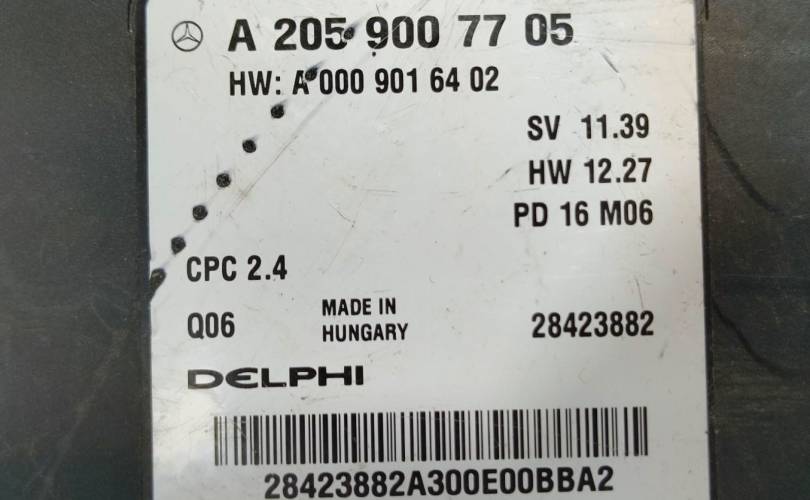 A 205 900 77 05
HW: A 000 901 64 02
SV 11.39
HW 12.27
PD 16 M06
CPC 2.4
Q06
MADE IN
HUNGARY
28423882
DELPHI
28423882A300E00BBA2